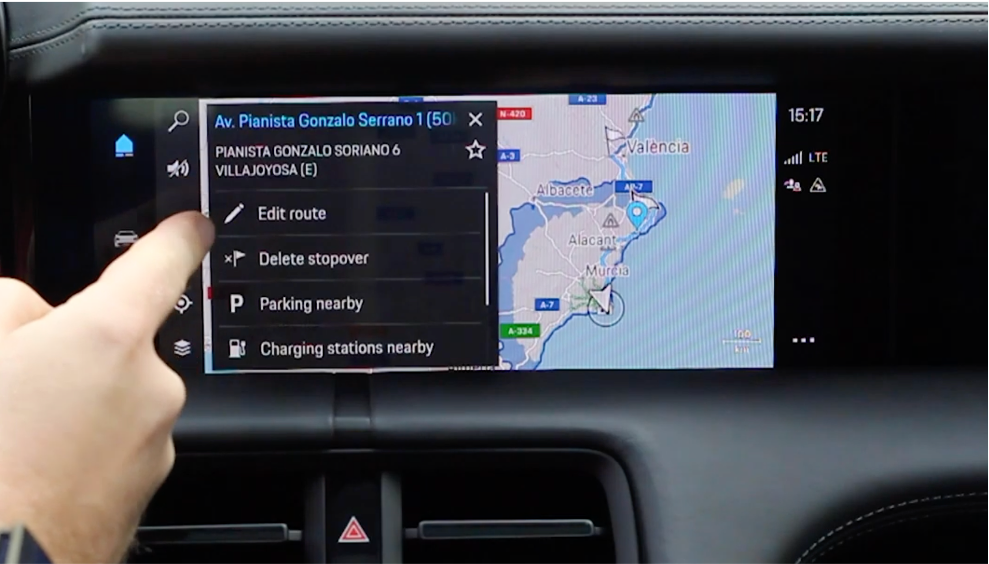 Av. Pianista Gonzalo Serrano 1 (50
PIANISTA GONZALO SORIANO 6
VILLAJOYOSA (E)
Edit route
Delete stopover
P Parking nearby
Charging stations nearby
A-23
N-420
A-3
València
Albacete
AP-7
Alacant
Murcia
A-7
A-334
km
15:17
LTE